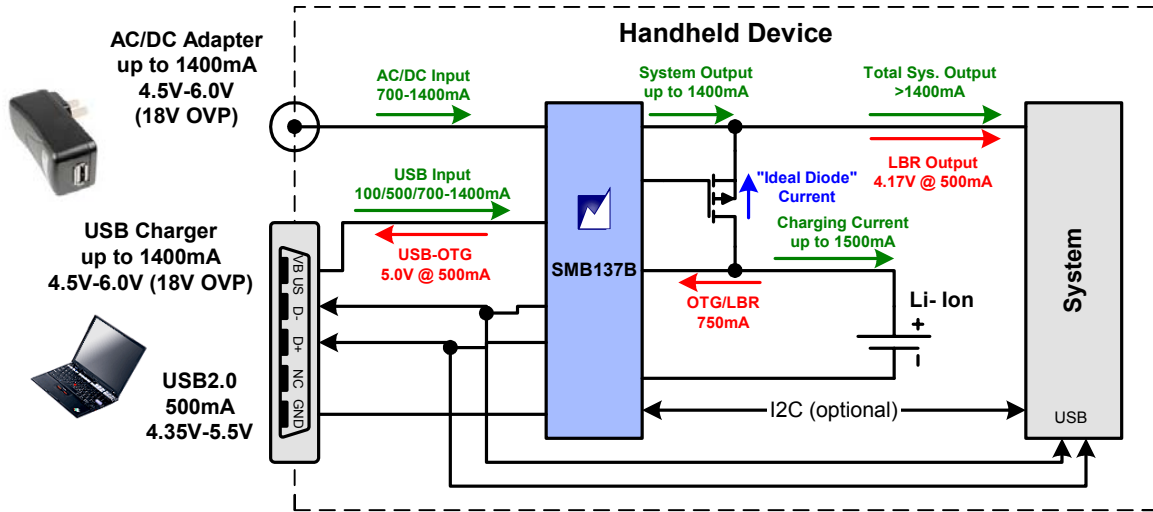 Handheld Device
AC/DC Adapter
up to 1400mA
4.5V-6.0V
(18V OVP)
AC/DC Input
700-1400mA
System Output
up to 1400mA
Total Sys. Output
>1400mA
LBR Output
4.17V @ 500mA
USB Input
100/500/700-1400mA
"Ideal Diode"
Current
USB Charger
up to 1400mA
4.5V-6.0V (18V OVP)
USB-OTG
5.0V @ 500mA
Charging Current
up to 1500mA
SMB137B
OTG/LBR
750mA
Li- Ion
+
-
System
VB US
D-
D+
NC
GND
USB2.0
500mA
4.35V-5.5V
I2C (optional)
USB